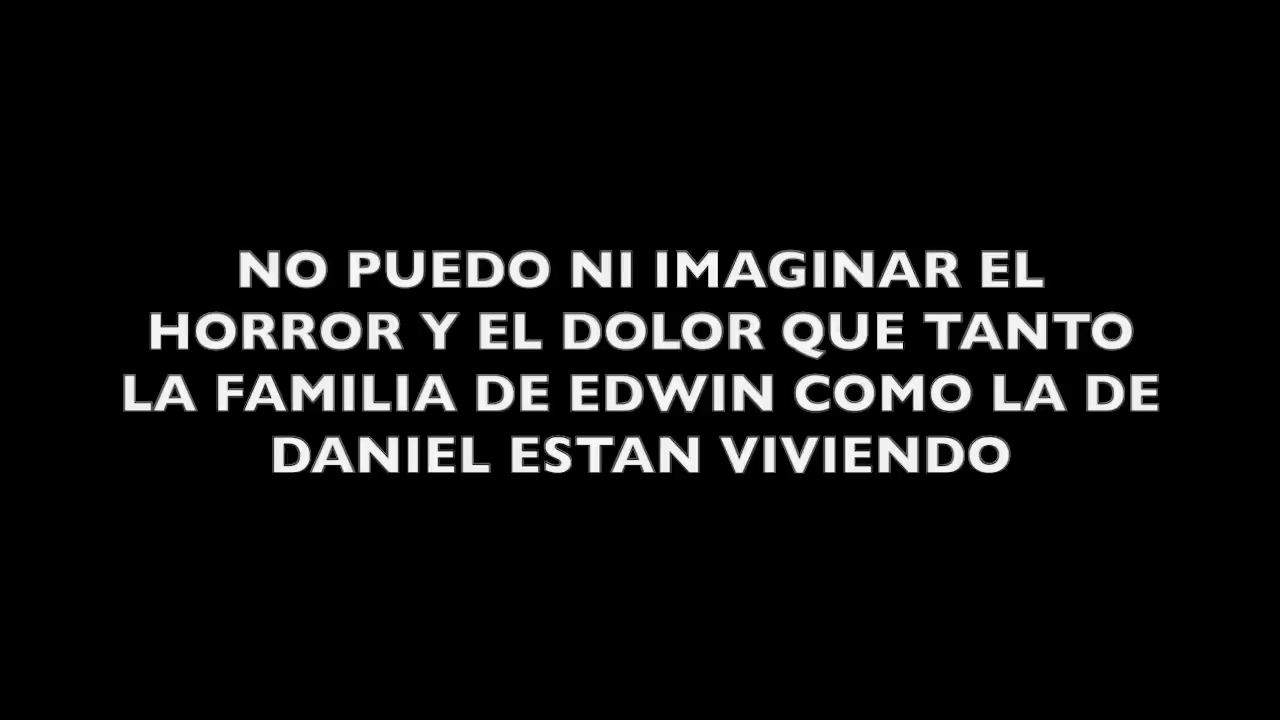 NO PUEDO NI IMAGINAR EL
HORROR Y EL DOLOR QUE TANTO
LA FAMILIA DE EDWIN COMO LA DE
DANIEL ESTAN VIVIENDO